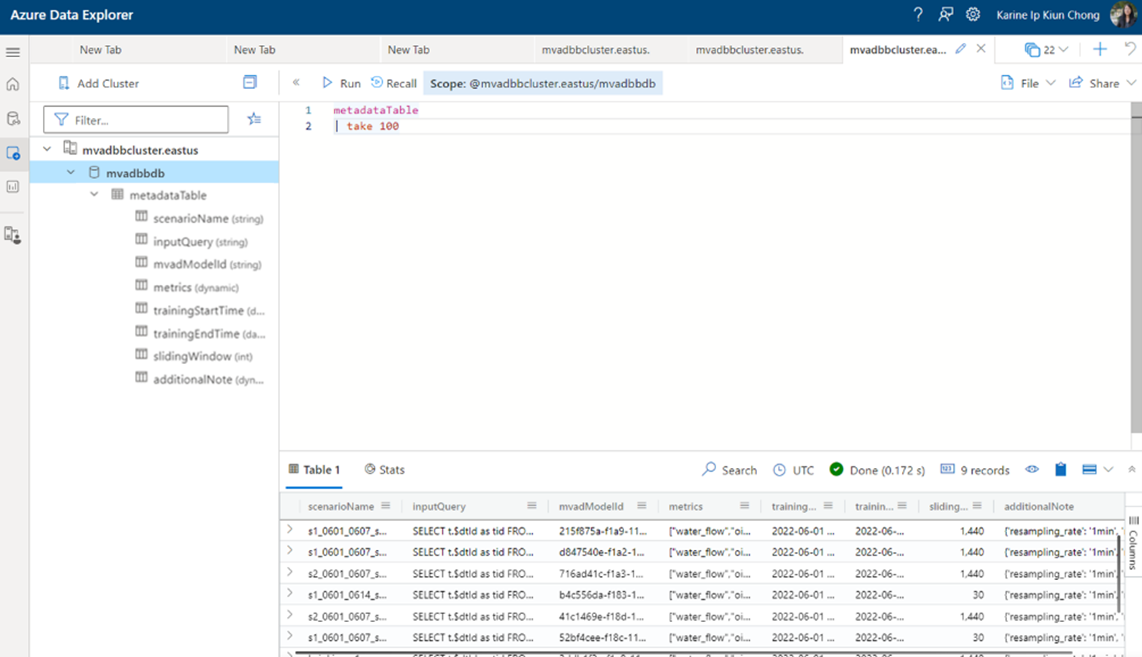 Azure Data Explorer
? Karine Ip Kiun Chong
New Tab New Tab New Tab mvadbbcluster.eastus. mvadbbcluster.eastus. mvadbbcluster.ea... 22
Add Cluster
Run Recall Scope: @mvadbbcluster.eastus/mvadbbdb File Share
Filter...
mvadbbcluster.eastus
mvadbbdb
metadataTable
scenarioName (string)
inputQuery (string)
mvadModelId (string)
metrics (dynamic)
trainingStartTime (d...
trainingEndTime (da...
slidingWindow (int)
additionalNote (dyn...
1 metadataTable
2 | take 100
Table 1 Stats Search UTC Done (0.172 s) 9 records
scenarioName inputQuery mvadModelId metrics training... trainin... sliding... additionalNote
s1_0601_0607_s... SELECT t.$dtId as tid FRO... 215f875a-f1a9-11... ["water_flow","oi... 2022-06-01 ... 2022-06-... 1,440 {'resampling_rate': '1min',
s1_0601_0607_s... SELECT t.$dtId as tid FRO... d847540e-f1a2-1... ["water_flow","oi... 2022-06-01 ... 2022-06-... 1,440 {'resampling_rate': '1min',
s2_0601_0607_s... SELECT t.$dtId as tid FRO... 716ad41c-f1a3-1... ["water_flow","oi... 2022-06-01 ... 2022-06-... 1,440 {'resampling_rate': '1min',
s1_0601_0614_s... SELECT t.$dtId as tid FRO... b4c556da-f183-1... ["water_flow","oi... 2022-06-01 ... 2022-06-... 30 {'resampling_rate': '1min',
s2_0601_0607_s... SELECT t.$dtId as tid FRO... 41c1469e-f18d-1... ["water_flow","oi... 2022-06-01 ... 2022-06-... 1,440 {'resampling_rate': '1min',
s1_0601_0607_s... SELECT t.$dtId as tid FRO... 52bf4cee-f18c-11... ["water_flow","oi... 2022-06-01 ... 2022-06-... 30 {'resampling_rate': '1min',
Columns